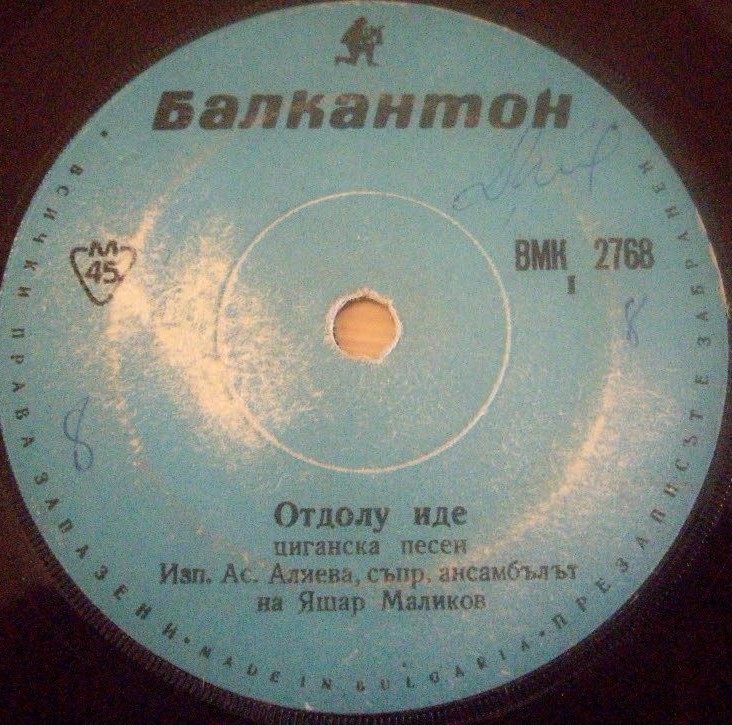 Балкантон
М
45
ВМК 2768
I
8
8
Отдолу иде
циганска песен
Изп. Ас. Алиева, съпр. ансамбълът
на Яшар Маликов
ВСИЧКИ ПРАВА ЗАПАЗЕНИ • MADE IN BULGARIA • ПРЕЗАПИСЪТ Е ЗАБРАНЕН